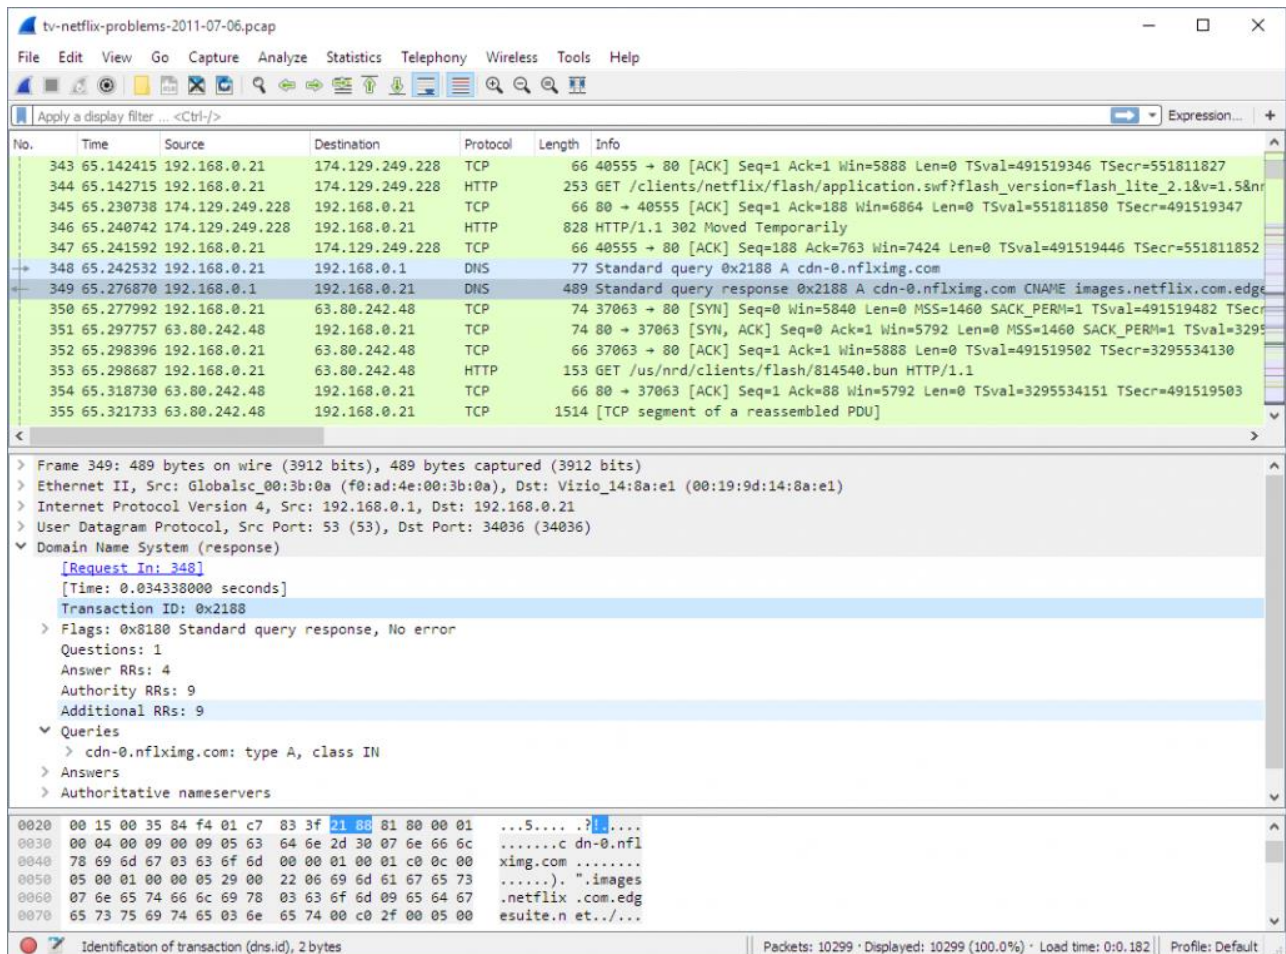 tv-netflix-problems-2011-07-06.pcap
File Edit View Go Capture Analyze Statistics Telephony Wireless Tools Help
Apply a display filter ... <Ctrl-/> Expression... +
No. Time Source Destination Protocol Length Info
343 65.142415 192.168.0.21 174.129.249.228 TCP 66 40555 → 80 [ACK] Seq=1 Ack=1 Win=5888 Len=0 TSval=491519346 TSecr=551811827
344 65.142715 192.168.0.21 174.129.249.228 HTTP 253 GET /clients/netflix/flash/application.swf?flash_version=flash_lite_2.1&v=1.5&nr
345 65.230738 174.129.249.228 192.168.0.21 TCP 66 80 → 40555 [ACK] Seq=1 Ack=188 Win=6864 Len=0 TSval=551811850 TSecr=491519347
346 65.240742 174.129.249.228 192.168.0.21 HTTP 828 HTTP/1.1 302 Moved Temporarily
347 65.241592 192.168.0.21 174.129.249.228 TCP 66 40555 → 80 [ACK] Seq=188 Ack=763 Win=7424 Len=0 TSval=491519446 TSecr=551811852
348 65.242532 192.168.0.21 192.168.0.1 DNS 77 Standard query 0x2188 A cdn-0.nflximg.com
349 65.276870 192.168.0.1 192.168.0.21 DNS 489 Standard query response 0x2188 A cdn-0.nflximg.com CNAME images.netflix.com.edge
350 65.277992 192.168.0.21 63.80.242.48 TCP 74 37063 → 80 [SYN] Seq=0 Win=5840 Len=0 MSS=1460 SACK_PERM=1 TSval=491519482 TSecr
351 65.297757 63.80.242.48 192.168.0.21 TCP 74 80 → 37063 [SYN, ACK] Seq=0 Ack=1 Win=5792 Len=0 MSS=1460 SACK_PERM=1 TSval=3295
352 65.298396 192.168.0.21 63.80.242.48 TCP 66 37063 → 80 [ACK] Seq=1 Ack=1 Win=5888 Len=0 TSval=491519502 TSecr=3295534130
353 65.298687 192.168.0.21 63.80.242.48 HTTP 153 GET /us/nrd/clients/flash/814540.bun HTTP/1.1
354 65.318730 63.80.242.48 192.168.0.21 TCP 66 80 → 37063 [ACK] Seq=1 Ack=88 Win=5792 Len=0 TSval=3295534151 TSecr=491519503
355 65.321733 63.80.242.48 192.168.0.21 TCP 1514 [TCP segment of a reassembled PDU]
Frame 349: 489 bytes on wire (3912 bits), 489 bytes captured (3912 bits)
Ethernet II, Src: Globalsc_00:3b:0a (f0:ad:4e:00:3b:0a), Dst: Vizio_14:8a:e1 (00:19:9d:14:8a:e1)
Internet Protocol Version 4, Src: 192.168.0.1, Dst: 192.168.0.21
User Datagram Protocol, Src Port: 53 (53), Dst Port: 34036 (34036)
Domain Name System (response)
[Request In: 348]
[Time: 0.034338000 seconds]
Transaction ID: 0x2188
Flags: 0x8180 Standard query response, No error
Questions: 1
Answer RRs: 4
Authority RRs: 9
Additional RRs: 9
Queries
cdn-0.nflximg.com: type A, class IN
Answers
Authoritative nameservers
0020 00 15 00 35 84 f4 01 c7 83 3f 21 88 81 80 00 01 ...5.... .?!.....
0030 00 04 00 09 00 09 05 63 64 6e 2d 30 07 6e 66 6c .......c dn-0.nfl
0040 78 69 6d 67 03 63 6f 6d 00 00 01 00 01 c0 0c 00 ximg.com ........
0050 05 00 01 00 00 05 29 00 22 06 69 6d 61 67 65 73 ......). ".images
0060 07 6e 65 74 66 6c 69 78 03 63 6f 6d 09 65 64 67 .netflix .com.edg
0070 65 73 75 69 74 65 03 6e 65 74 00 c0 2f 00 05 00 esuite.n et../...
Identification of transaction (dns.id), 2 bytes Packets: 10299 · Displayed: 10299 (100.0%) · Load time: 0:0.182 Profile: Default